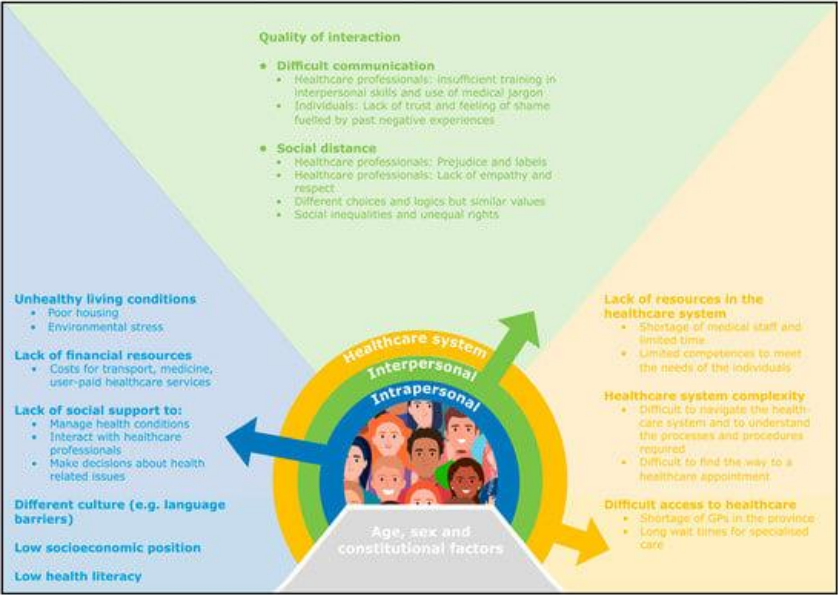 Quality of interaction
Difficult communication
Healthcare professionals: insufficient training in
interpersonal skills and use of medical jargon
Individuals: Lack of trust and feeling of shame
fuelled by past negative experiences
Social distance
Healthcare professionals: Prejudice and labels
Healthcare professionals: Lack of empathy and
respect
Different choices and logics but similar values
Social inequalities and unequal rights
Unhealthy living conditions
Poor housing
Environmental stress
Lack of financial resources
Costs for transport, medicine,
user-paid healthcare services
Lack of social support to:
Manage health conditions
Interact with healthcare
professionals
Make decisions about health
related issues
Different culture (e.g. language
barriers)
Low socioeconomic position
Low health literacy
Healthcare system
Interpersonal
Intrapersonal
Age, sex and
constitutional factors
Lack of resources in the
healthcare system
Shortage of medical staff and
limited time
Limited competences to meet
the needs of the individuals
Healthcare system complexity
Difficult to navigate the health-
care system and to understand
the processes and procedures
required
Difficult to find the way to a
healthcare appointment
Difficult access to healthcare
Shortage of GPs in the province
Long wait times for specialised
care